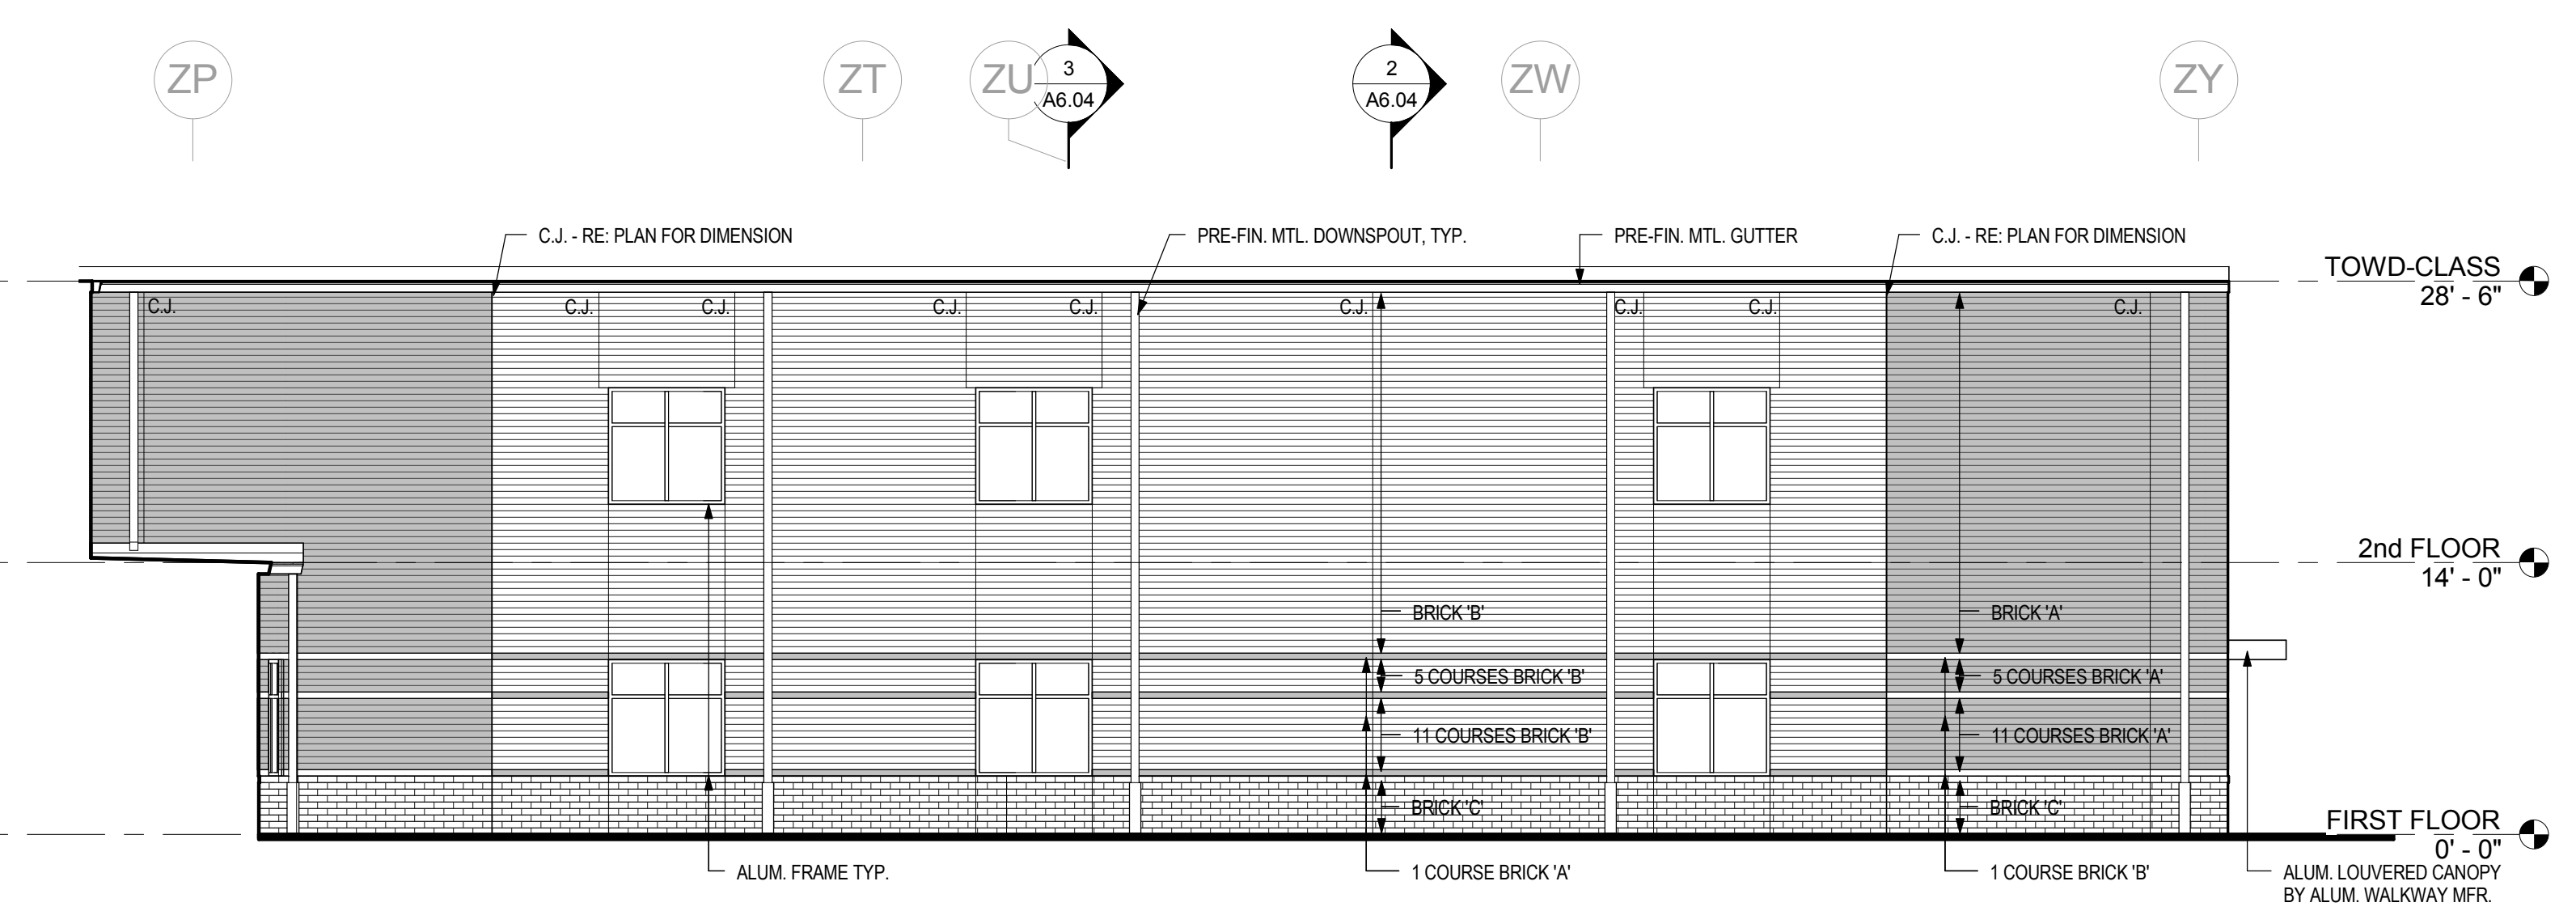 ZP
ZT
ZU
3
A6.04
2
A6.04
ZW
ZY
C.J. - RE: PLAN FOR DIMENSION
PRE-FIN. MTL. DOWNSPOUT, TYP.
PRE-FIN. MTL. GUTTER
C.J. - RE: PLAN FOR DIMENSION
TOWD-CLASS
28' - 6"
C.J.
C.J.
C.J.
C.J.
C.J.
C.J.
C.J.
C.J.
C.J.
2nd FLOOR
14' - 0"
BRICK 'B'
BRICK 'A'
5 COURSES BRICK 'B'
5 COURSES BRICK 'A'
11 COURSES BRICK 'B'
11 COURSES BRICK 'A'
BRICK 'C'
BRICK 'C'
FIRST FLOOR
0' - 0"
ALUM. FRAME TYP.
1 COURSE BRICK 'A'
1 COURSE BRICK 'B'
ALUM. LOUVERED CANOPY
BY ALUM. WALKWAY MFR.